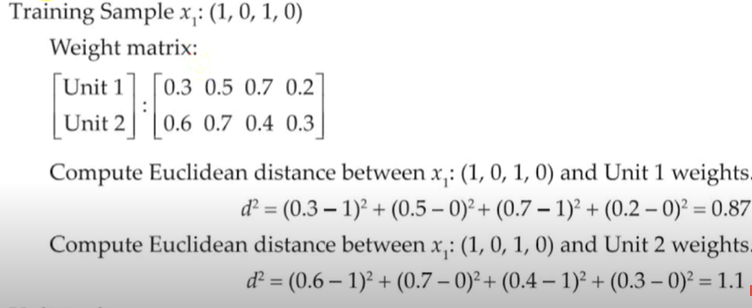 Training Sample x₁: (1, 0, 1, 0)
Weight matrix:
[Unit 1] [0.3 0.5 0.7 0.2]
:
[Unit 2] [0.6 0.7 0.4 0.3]
Compute Euclidean distance between x₁: (1, 0, 1, 0) and Unit 1 weights.
d² = (0.3 – 1)² + (0.5 – 0)² + (0.7 – 1)² + (0.2 – 0)² = 0.87
Compute Euclidean distance between x₁: (1, 0, 1, 0) and Unit 2 weights.
d² = (0.6 – 1)² + (0.7 – 0)² + (0.4 – 1)² + (0.3 – 0)² = 1.1